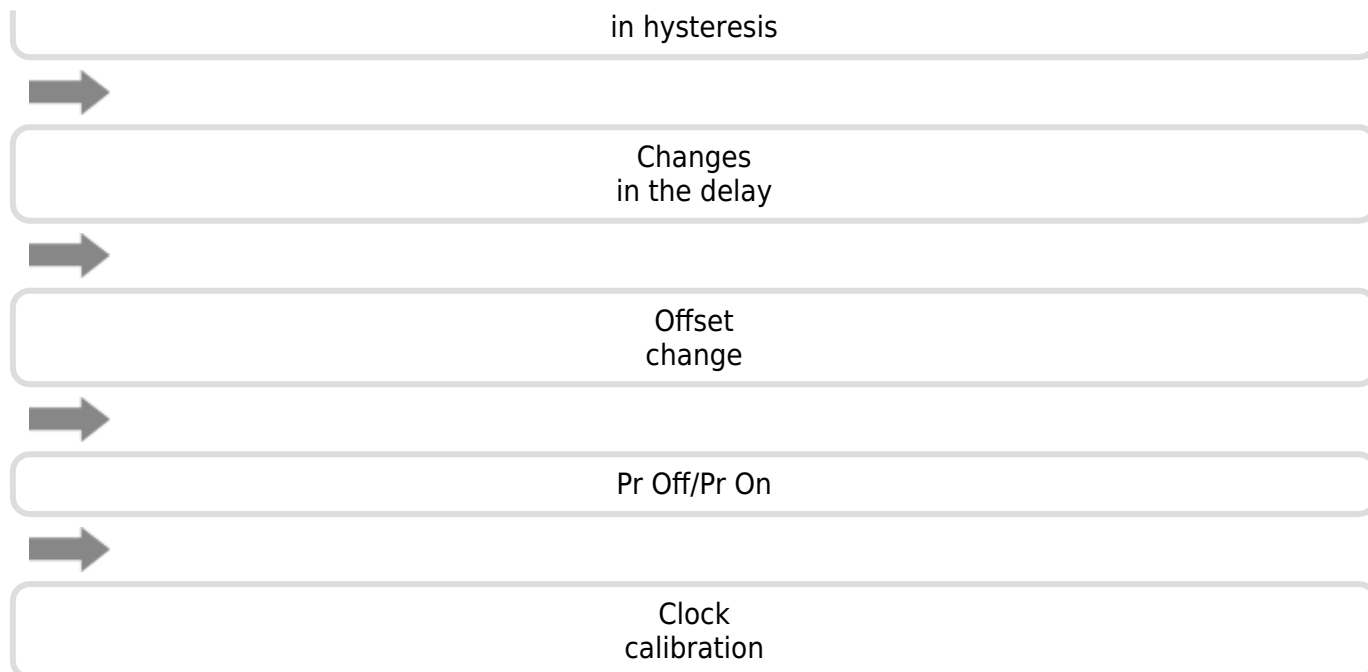 in hysteresis
Changes
in the delay
Offset
change
Pr Off/Pr On
Clock
calibration